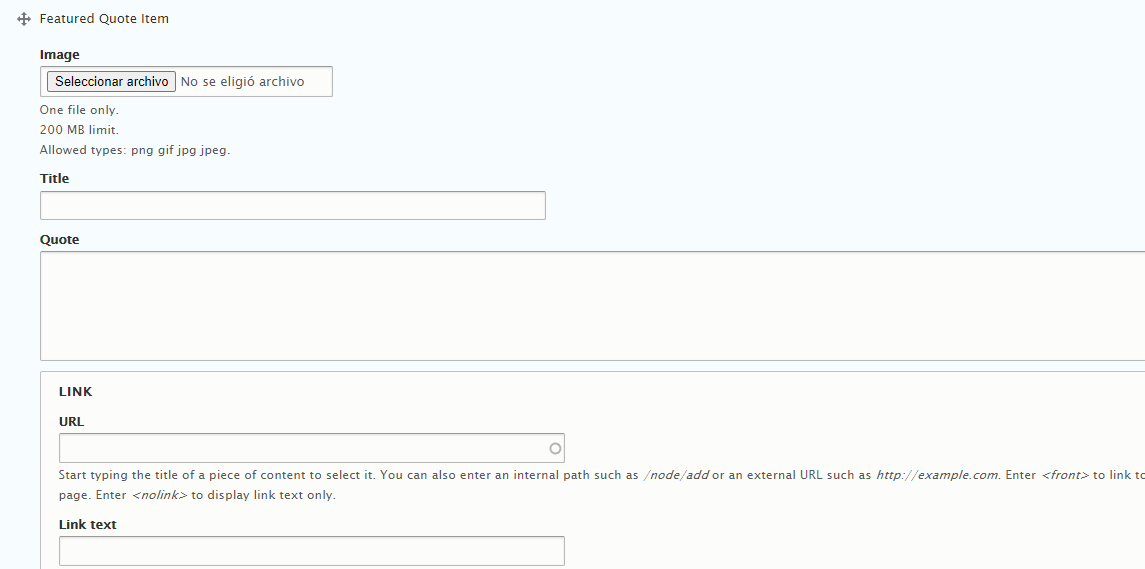 Featured Quote Item
Image
Seleccionar archivo No se eligió archivo
One file only.
200 MB limit.
Allowed types: png gif jpg jpeg.
Title
Quote
LINK
URL
Start typing the title of a piece of content to select it. You can also enter an internal path such as /node/add or an external URL such as http://example.com. Enter <front> to link to
page. Enter <nolink> to display link text only.
Link text